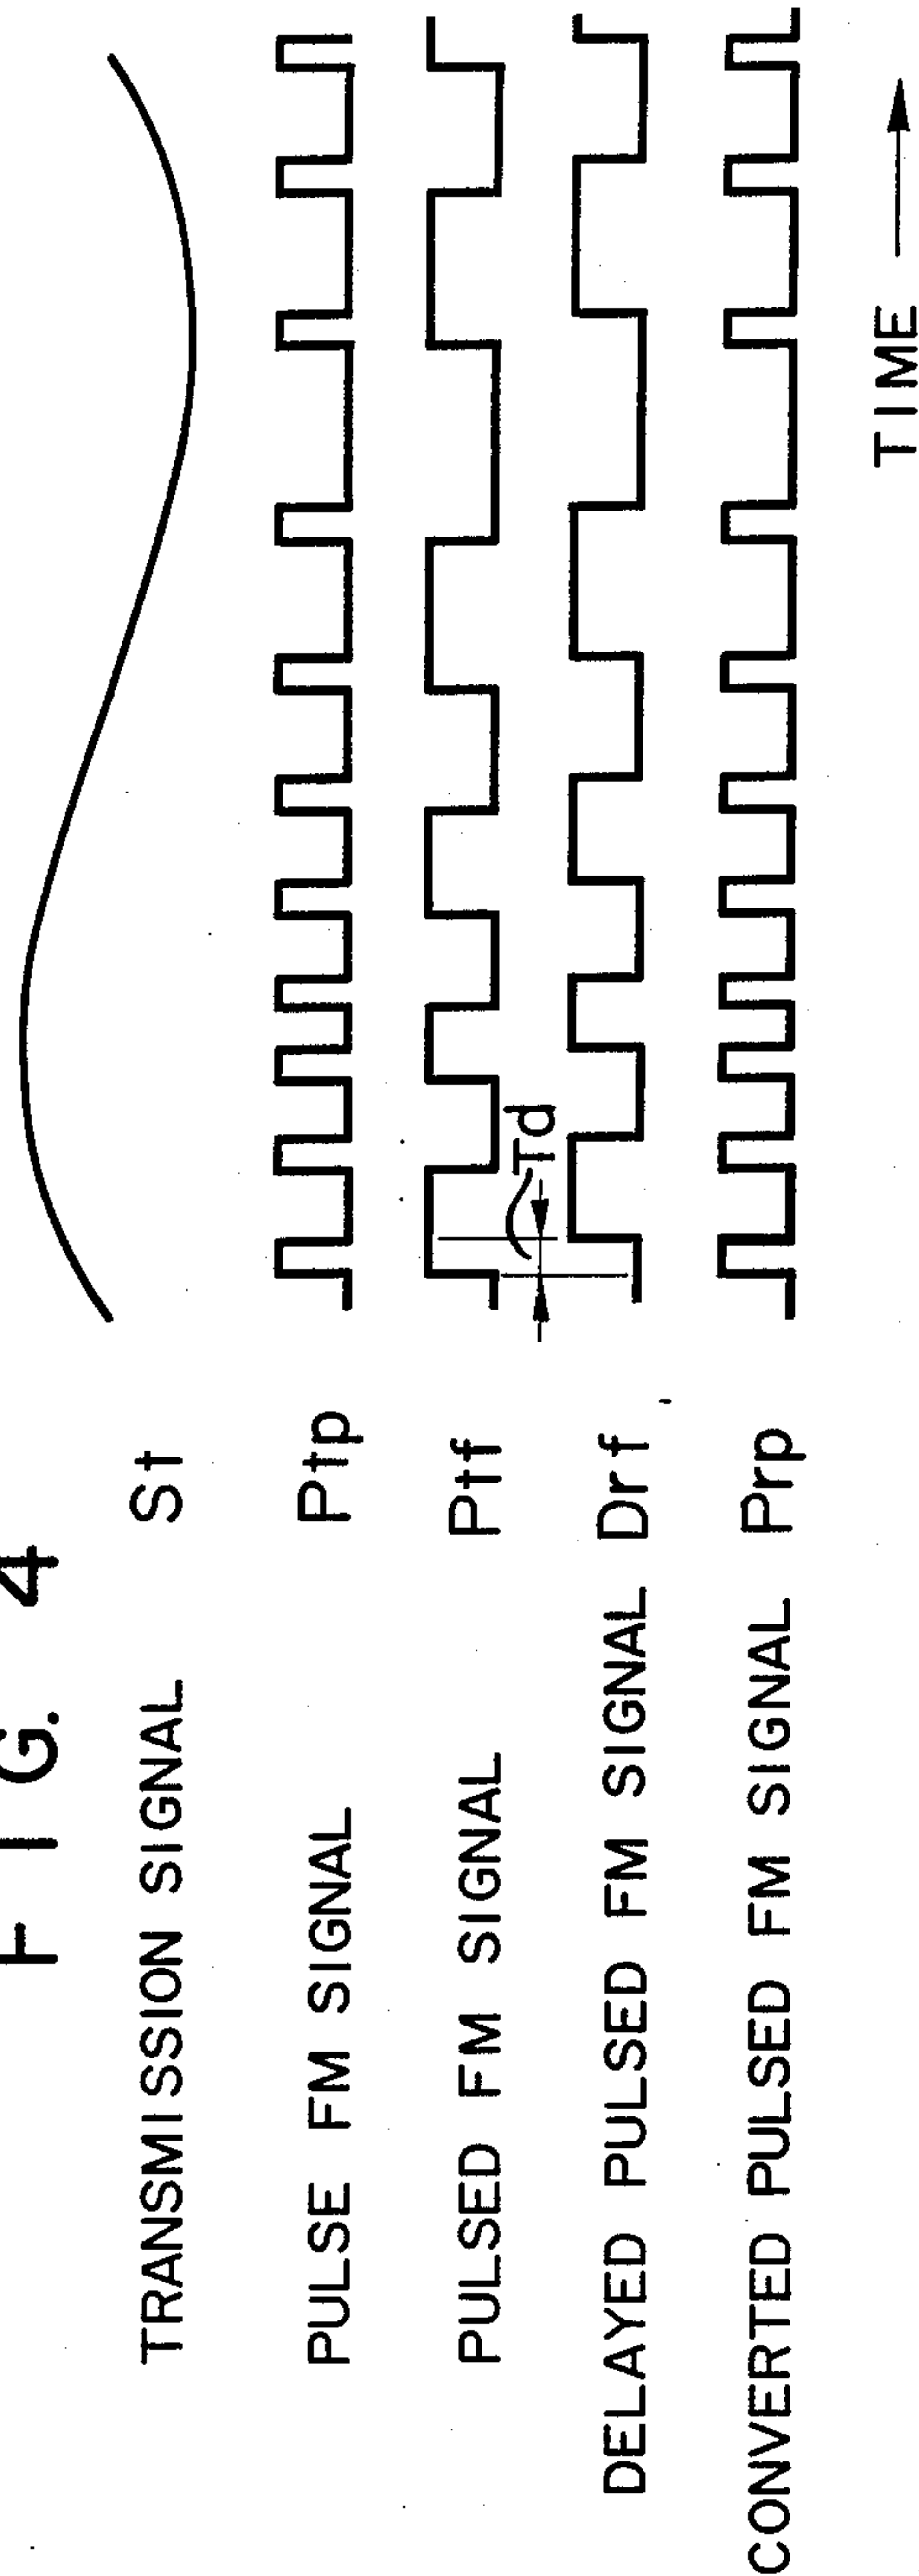 FIG. 4
TRANSMISSION SIGNAL St
PULSE FM SIGNAL Ptp
PULSED FM SIGNAL Ptf
Td
DELAYED PULSED FM SIGNAL Drf
CONVERTED PULSED FM SIGNAL Prp
TIME